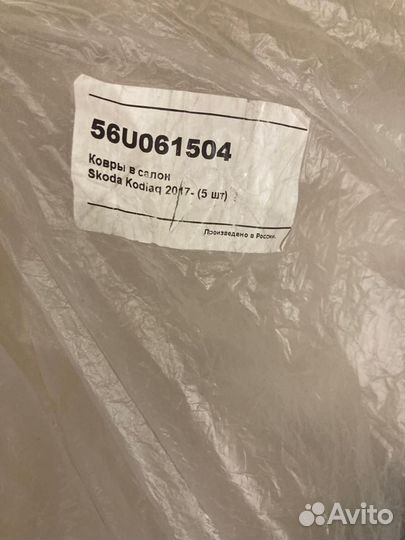 56U061504
Ковры в салон
Skoda Kodiaq 2017- (5 шт)
Произведено в России.
Avito